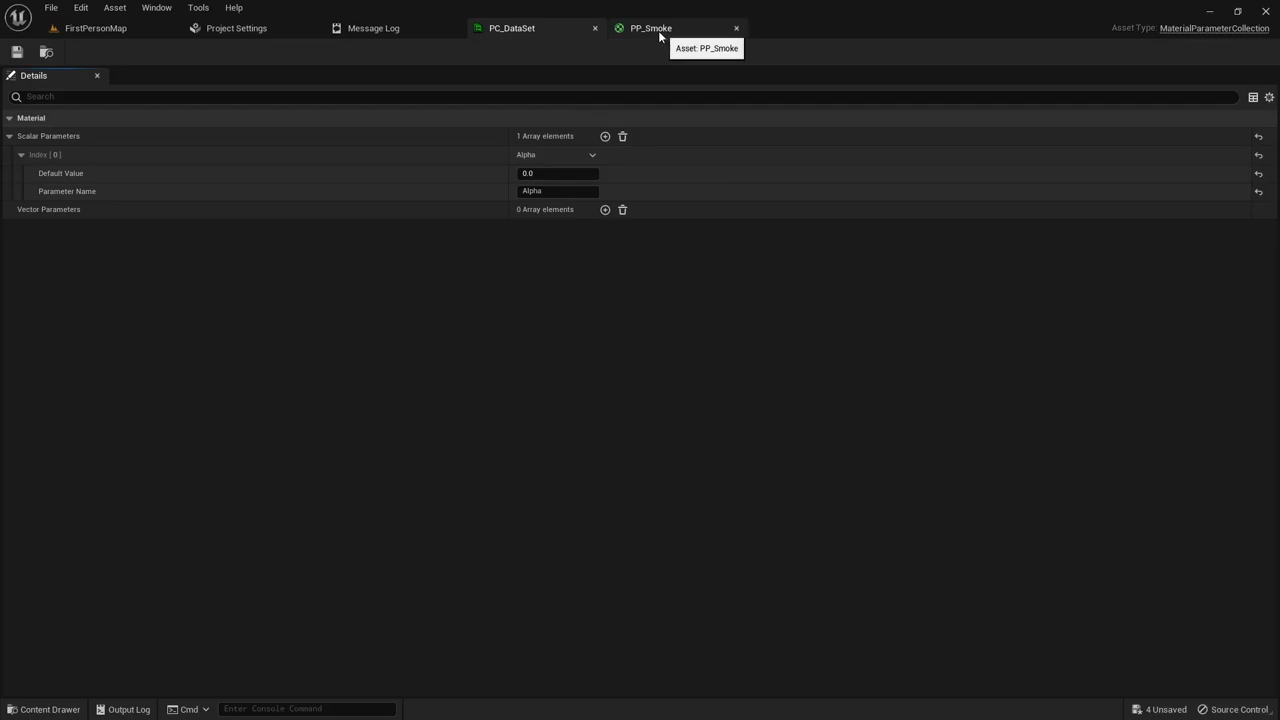 File Edit Asset Window Tools Help
FirstPersonMap Project Settings Message Log PC_DataSet PP_Smoke Asset Type: MaterialParameterCollection
Asset: PP_Smoke
Details
Search
Material
Scalar Parameters 1 Array elements
Index [ 0 ] Alpha
Default Value 0.0
Parameter Name Alpha
Vector Parameters 0 Array elements
Content Drawer Output Log Cmd Enter Console Command 4 Unsaved Source Control